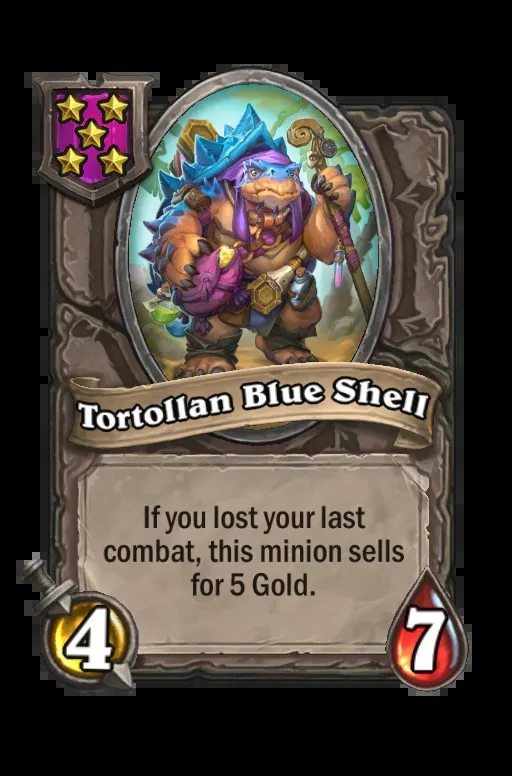 Tortollan Blue Shell
If you lost your last
combat, this minion sells
for 5 Gold.
4
7